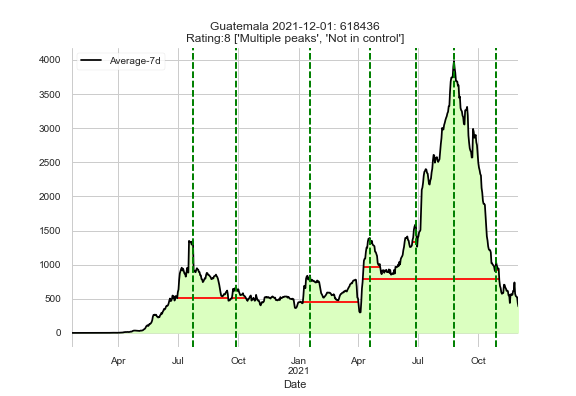 Guatemala 2021-12-01: 618436
Rating:8 ['Multiple peaks', 'Not in control']
Average-7d
4000
3500
3000
2500
2000
1500
1000
500
0
Apr
Jul
Oct
Jan
2021
Apr
Jul
Oct
Date